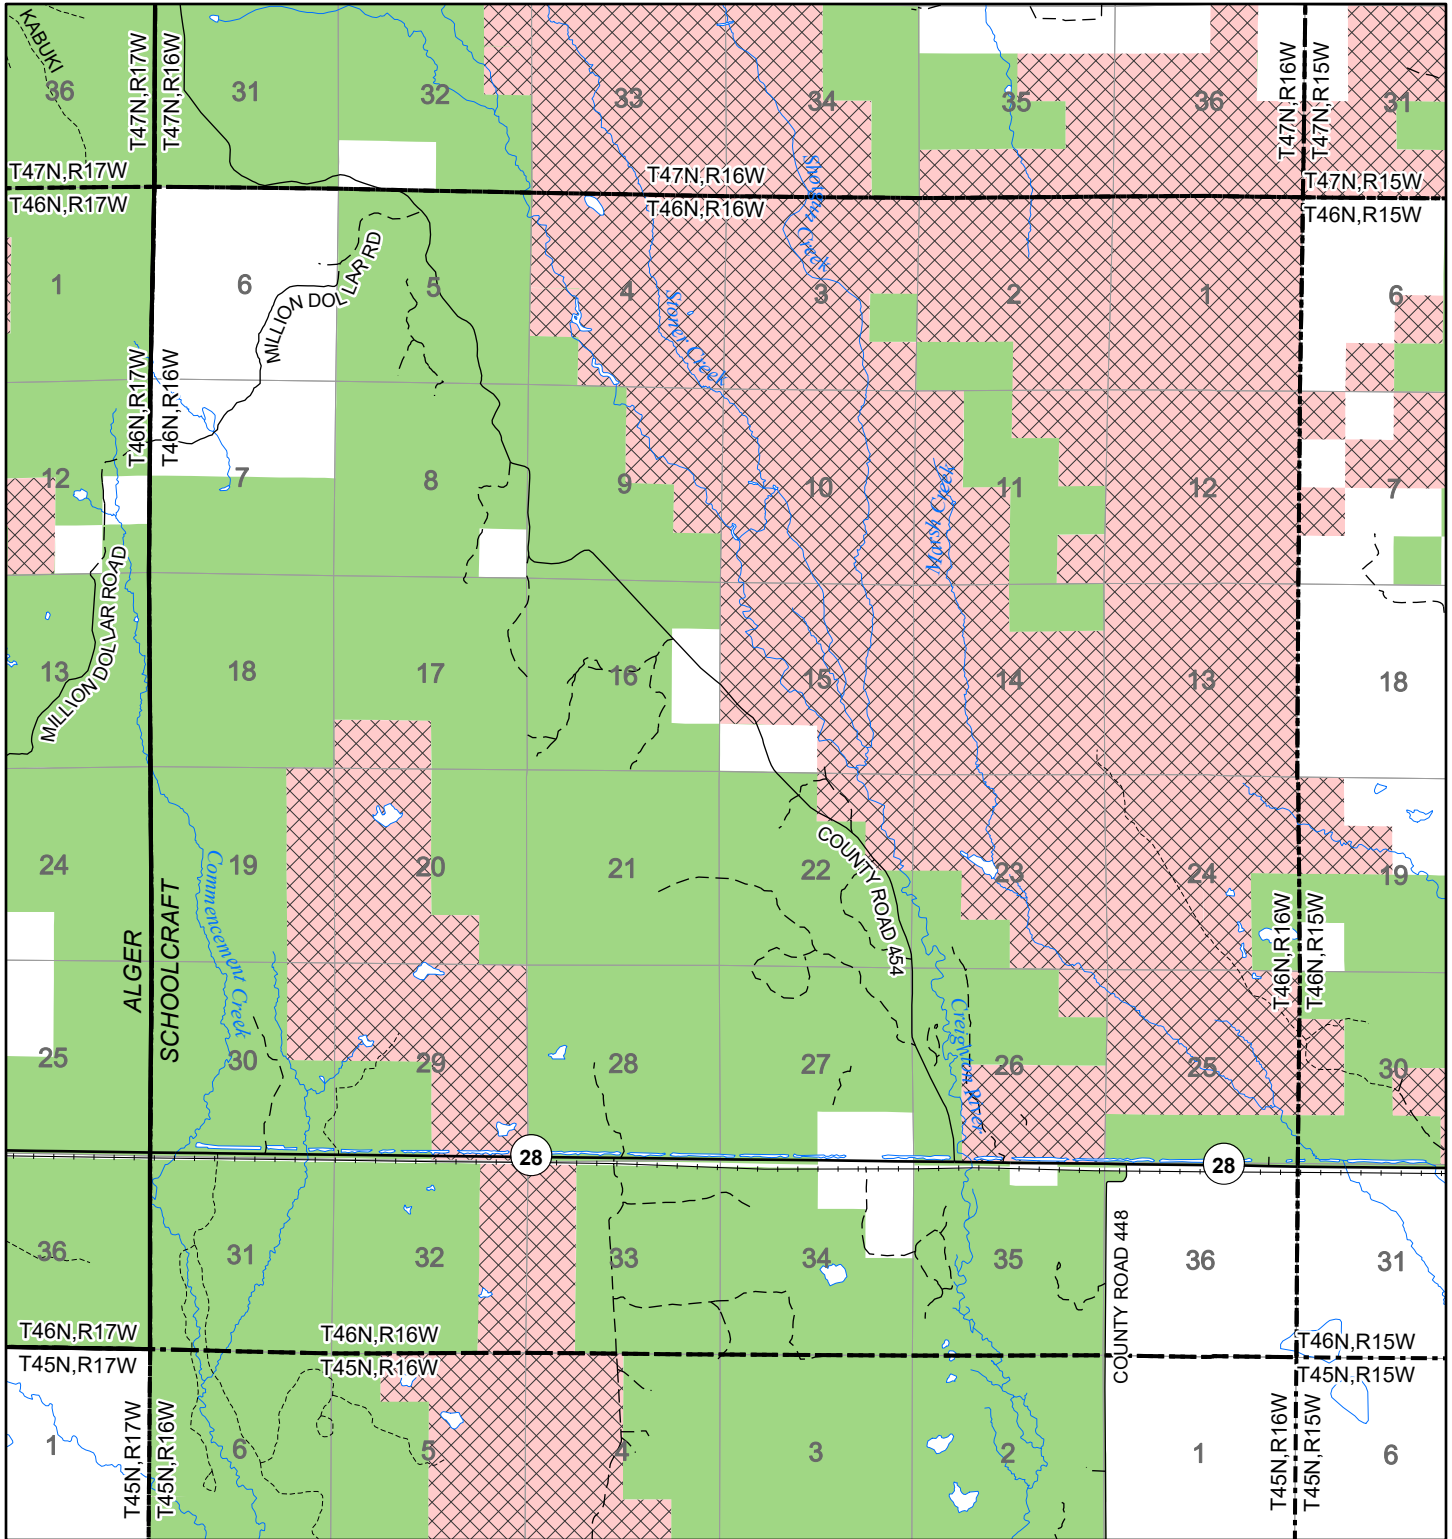 KABUKI
T47N,R17W
T47N,R16W
T47N,R16W
T47N,R15W
36
31
32
33
34
35
36
31
T47N,R17W
T46N,R17W
T47N,R16W
T46N,R16W
T47N,R15W
T46N,R15W
Shotgun Creek
1
6
5
4
3
2
1
6
MILLION DOLLAR RD
Stoner Creek
T46N,R17W
T46N,R16W
12
7
8
9
10
11
12
7
Marsh Creek
MILLION DOLLAR ROAD
13
18
17
16
15
14
13
18
24
19
20
21
22
23
24
19
COUNTY ROAD 454
Commencement Creek
ALGER
SCHOOLCRAFT
T46N,R16W
T46N,R15W
Creighton River
25
30
29
28
27
26
25
30
28
28
36
31
32
33
34
35
36
31
COUNTY ROAD 448
T46N,R17W
T45N,R17W
T46N,R16W
T45N,R16W
T46N,R15W
T45N,R15W
1
6
5
4
3
2
1
6
T45N,R17W
T45N,R16W
T45N,R16W
T45N,R15W